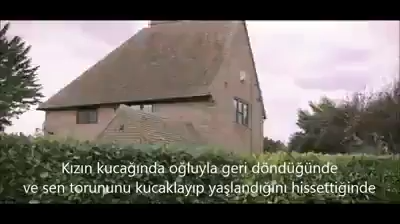 Kızın kucağında oğluyla geri döndüğünde
ve sen torununu kucaklayıp yaşlandığını hissettiğinde